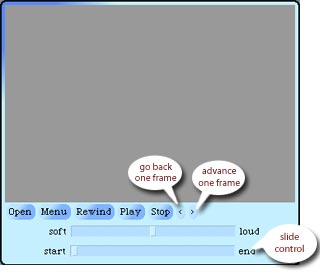 go back
one frame
advance
one frame
Open Menu Rewind Play Stop < >
soft loud
start end
slide
control